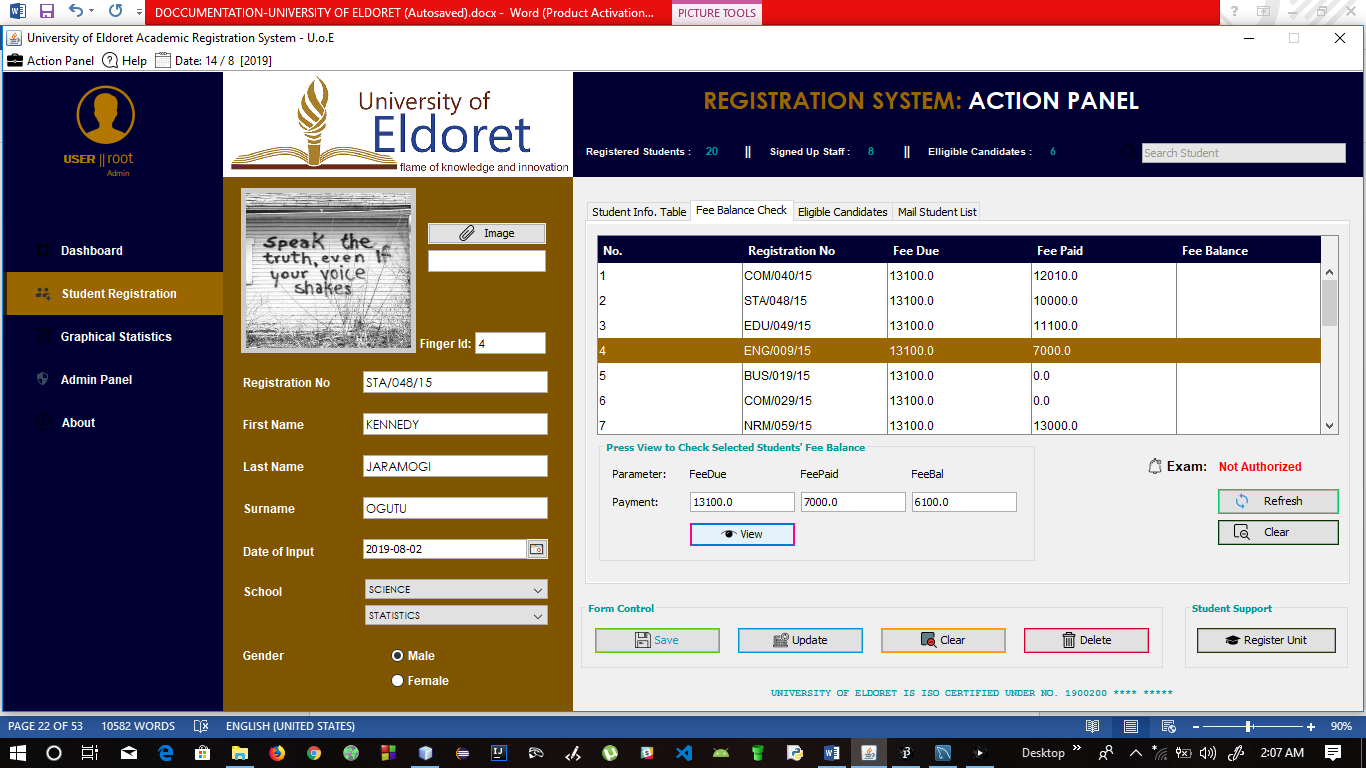 DOCCUMENTATION-UNIVERSITY OF ELDORET (Autosaved).docx - Word (Product Activation...
PICTURE TOOLS
University of Eldoret Academic Registration System - U.o.E
Action Panel Help Date: 14 / 8 [2019]
USER || root
Admin
University of
Eldoret
flame of knowledge and innovation
REGISTRATION SYSTEM: ACTION PANEL
Registered Students : 20 || Signed Up Staff : 8 || Elligible Candidates : 6
Search Student
Dashboard
Student Registration
Graphical Statistics
Admin Panel
About
speak the
truth, even if
your voice
shakes
Image
Finger Id: 4
Registration No STA/048/15
First Name KENNEDY
Last Name JARAMOGI
Surname OGUTU
Date of Input 2019-08-02
School SCIENCE
STATISTICS
Gender Male
Female
Student Info. Table Fee Balance Check Eligible Candidates Mail Student List
No. Registration No Fee Due Fee Paid Fee Balance
1 COM/040/15 13100.0 12010.0
2 STA/048/15 13100.0 10000.0
3 EDU/049/15 13100.0 11100.0
4 ENG/009/15 13100.0 7000.0
5 BUS/019/15 13100.0 0.0
6 COM/029/15 13100.0 0.0
7 NRM/059/15 13100.0 13000.0
Press View to Check Selected Students' Fee Balance
Parameter: FeeDue FeePaid FeeBal
Payment: 13100.0 7000.0 6100.0
View
Exam: Not Authorized
Refresh
Clear
Form Control
Save Update Clear Delete
Student Support
Register Unit
UNIVERSITY OF ELDORET IS ISO CERTIFIED UNDER NO. 1900200 **** *****
PAGE 22 OF 53 10582 WORDS ENGLISH (UNITED STATES) 90%
Desktop 2:07 AM